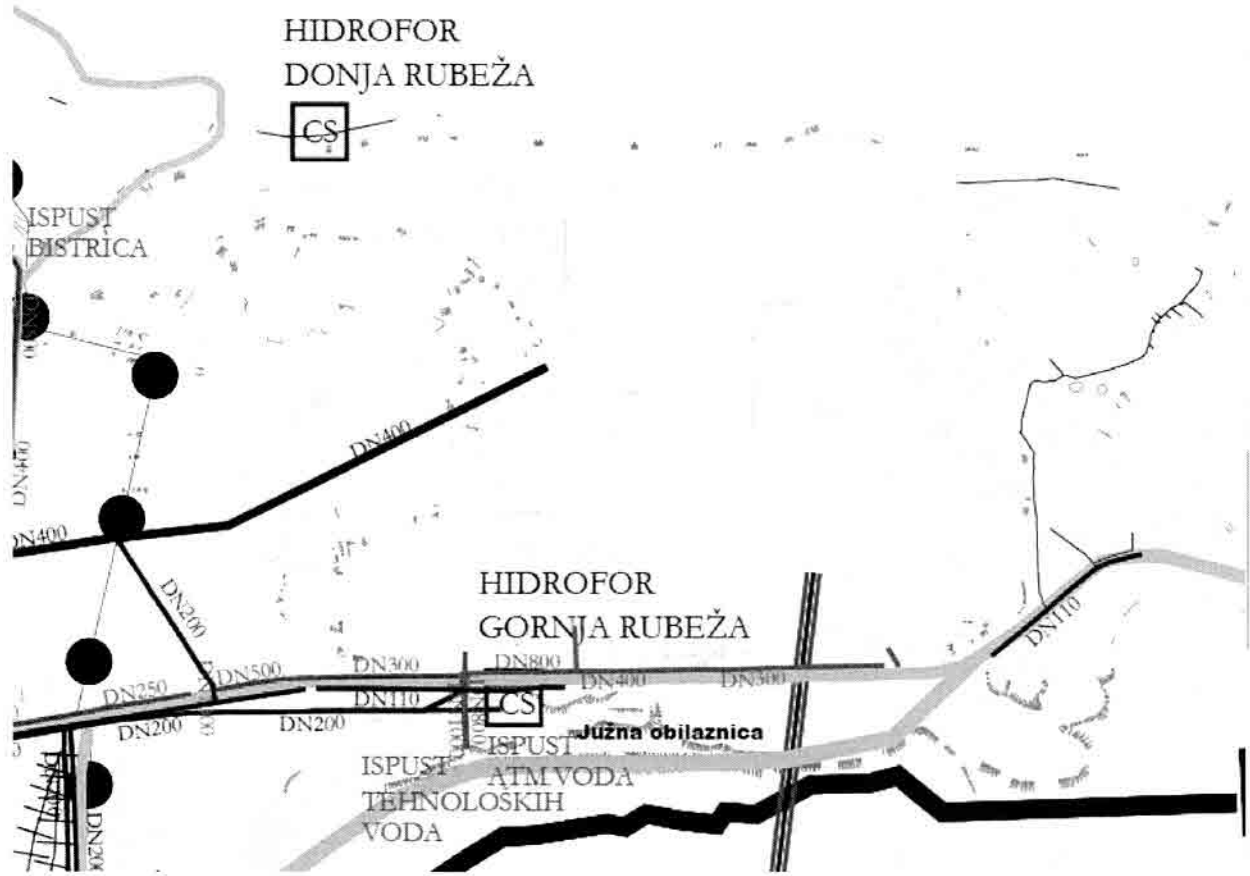 HIDROFOR
DONJA RUBEŽA
CS
ISPUST
BISTRICA
DN400
DN400
DN400
DN200
HIDROFOR
GORNJA RUBEŽA
DN500
DN300
DN800
DN250
DN110
DN400
DN300
DN110
DN200
DN200
CS
Južna obilaznica
ISPUST
ATM VODA
ISPUST
TEHNOLOŠKIH
VODA
DN200